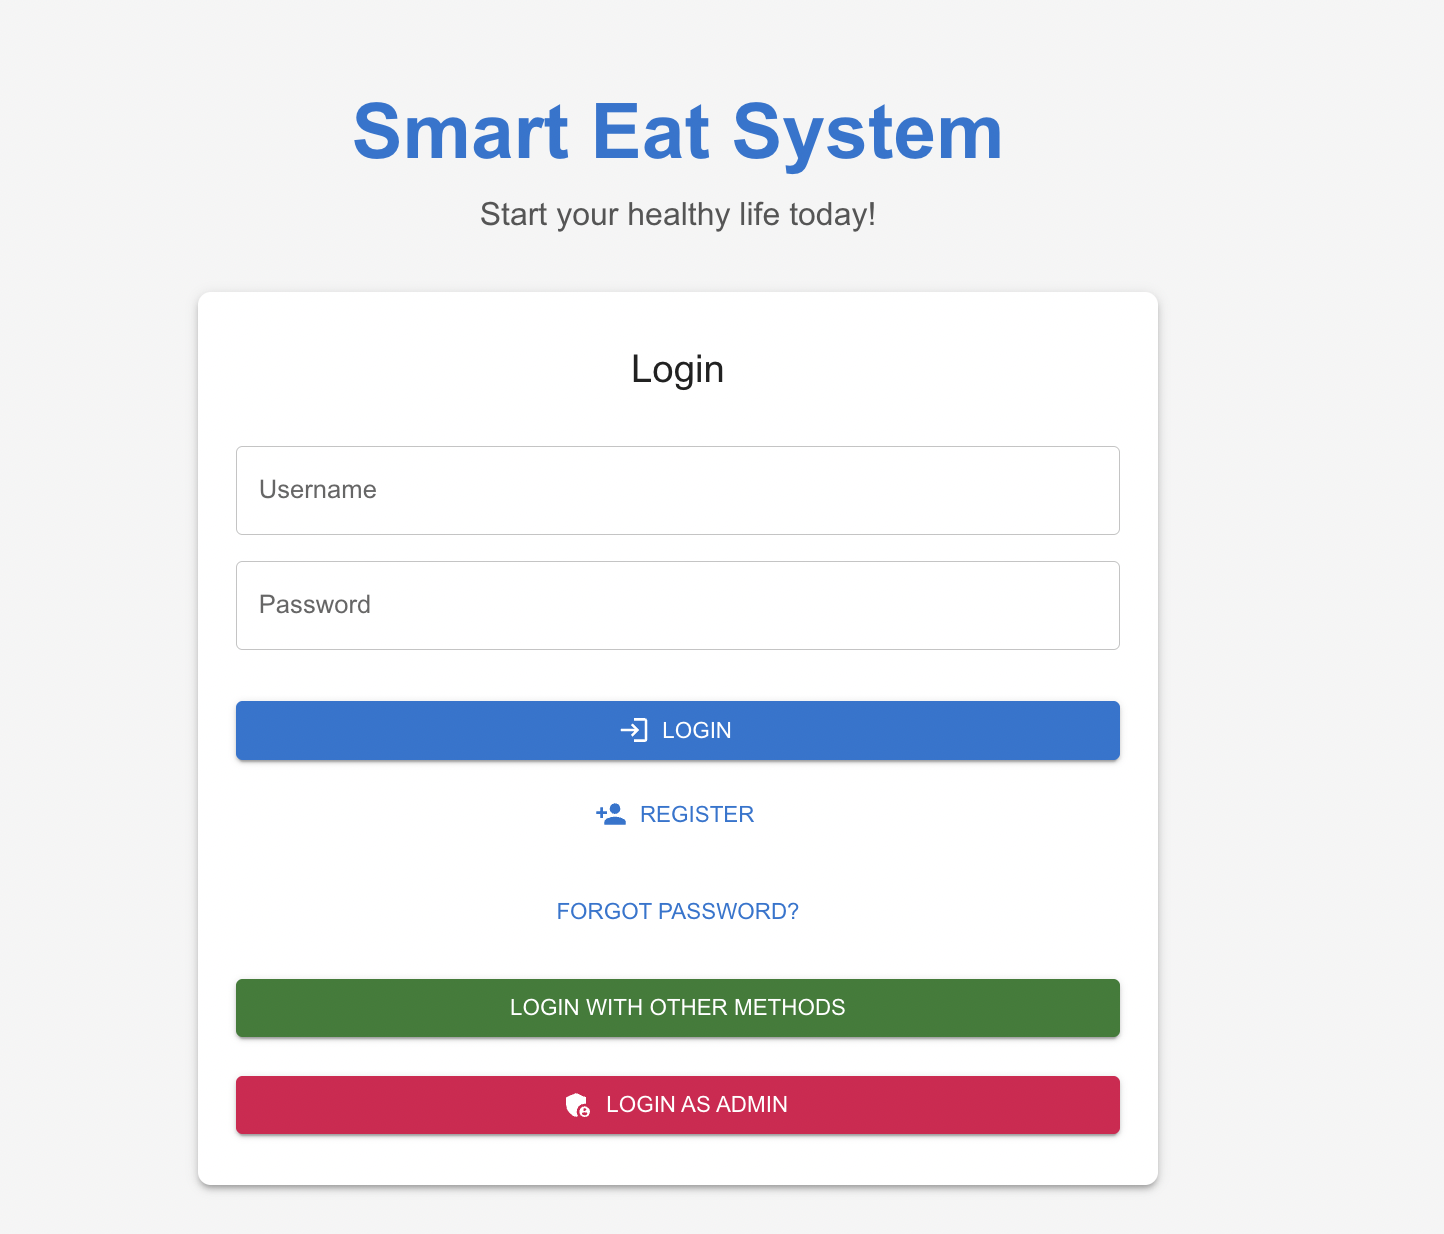 Smart Eat System
Start your healthy life today!
Login
Username
Password
LOGIN
REGISTER
FORGOT PASSWORD?
LOGIN WITH OTHER METHODS
LOGIN AS ADMIN